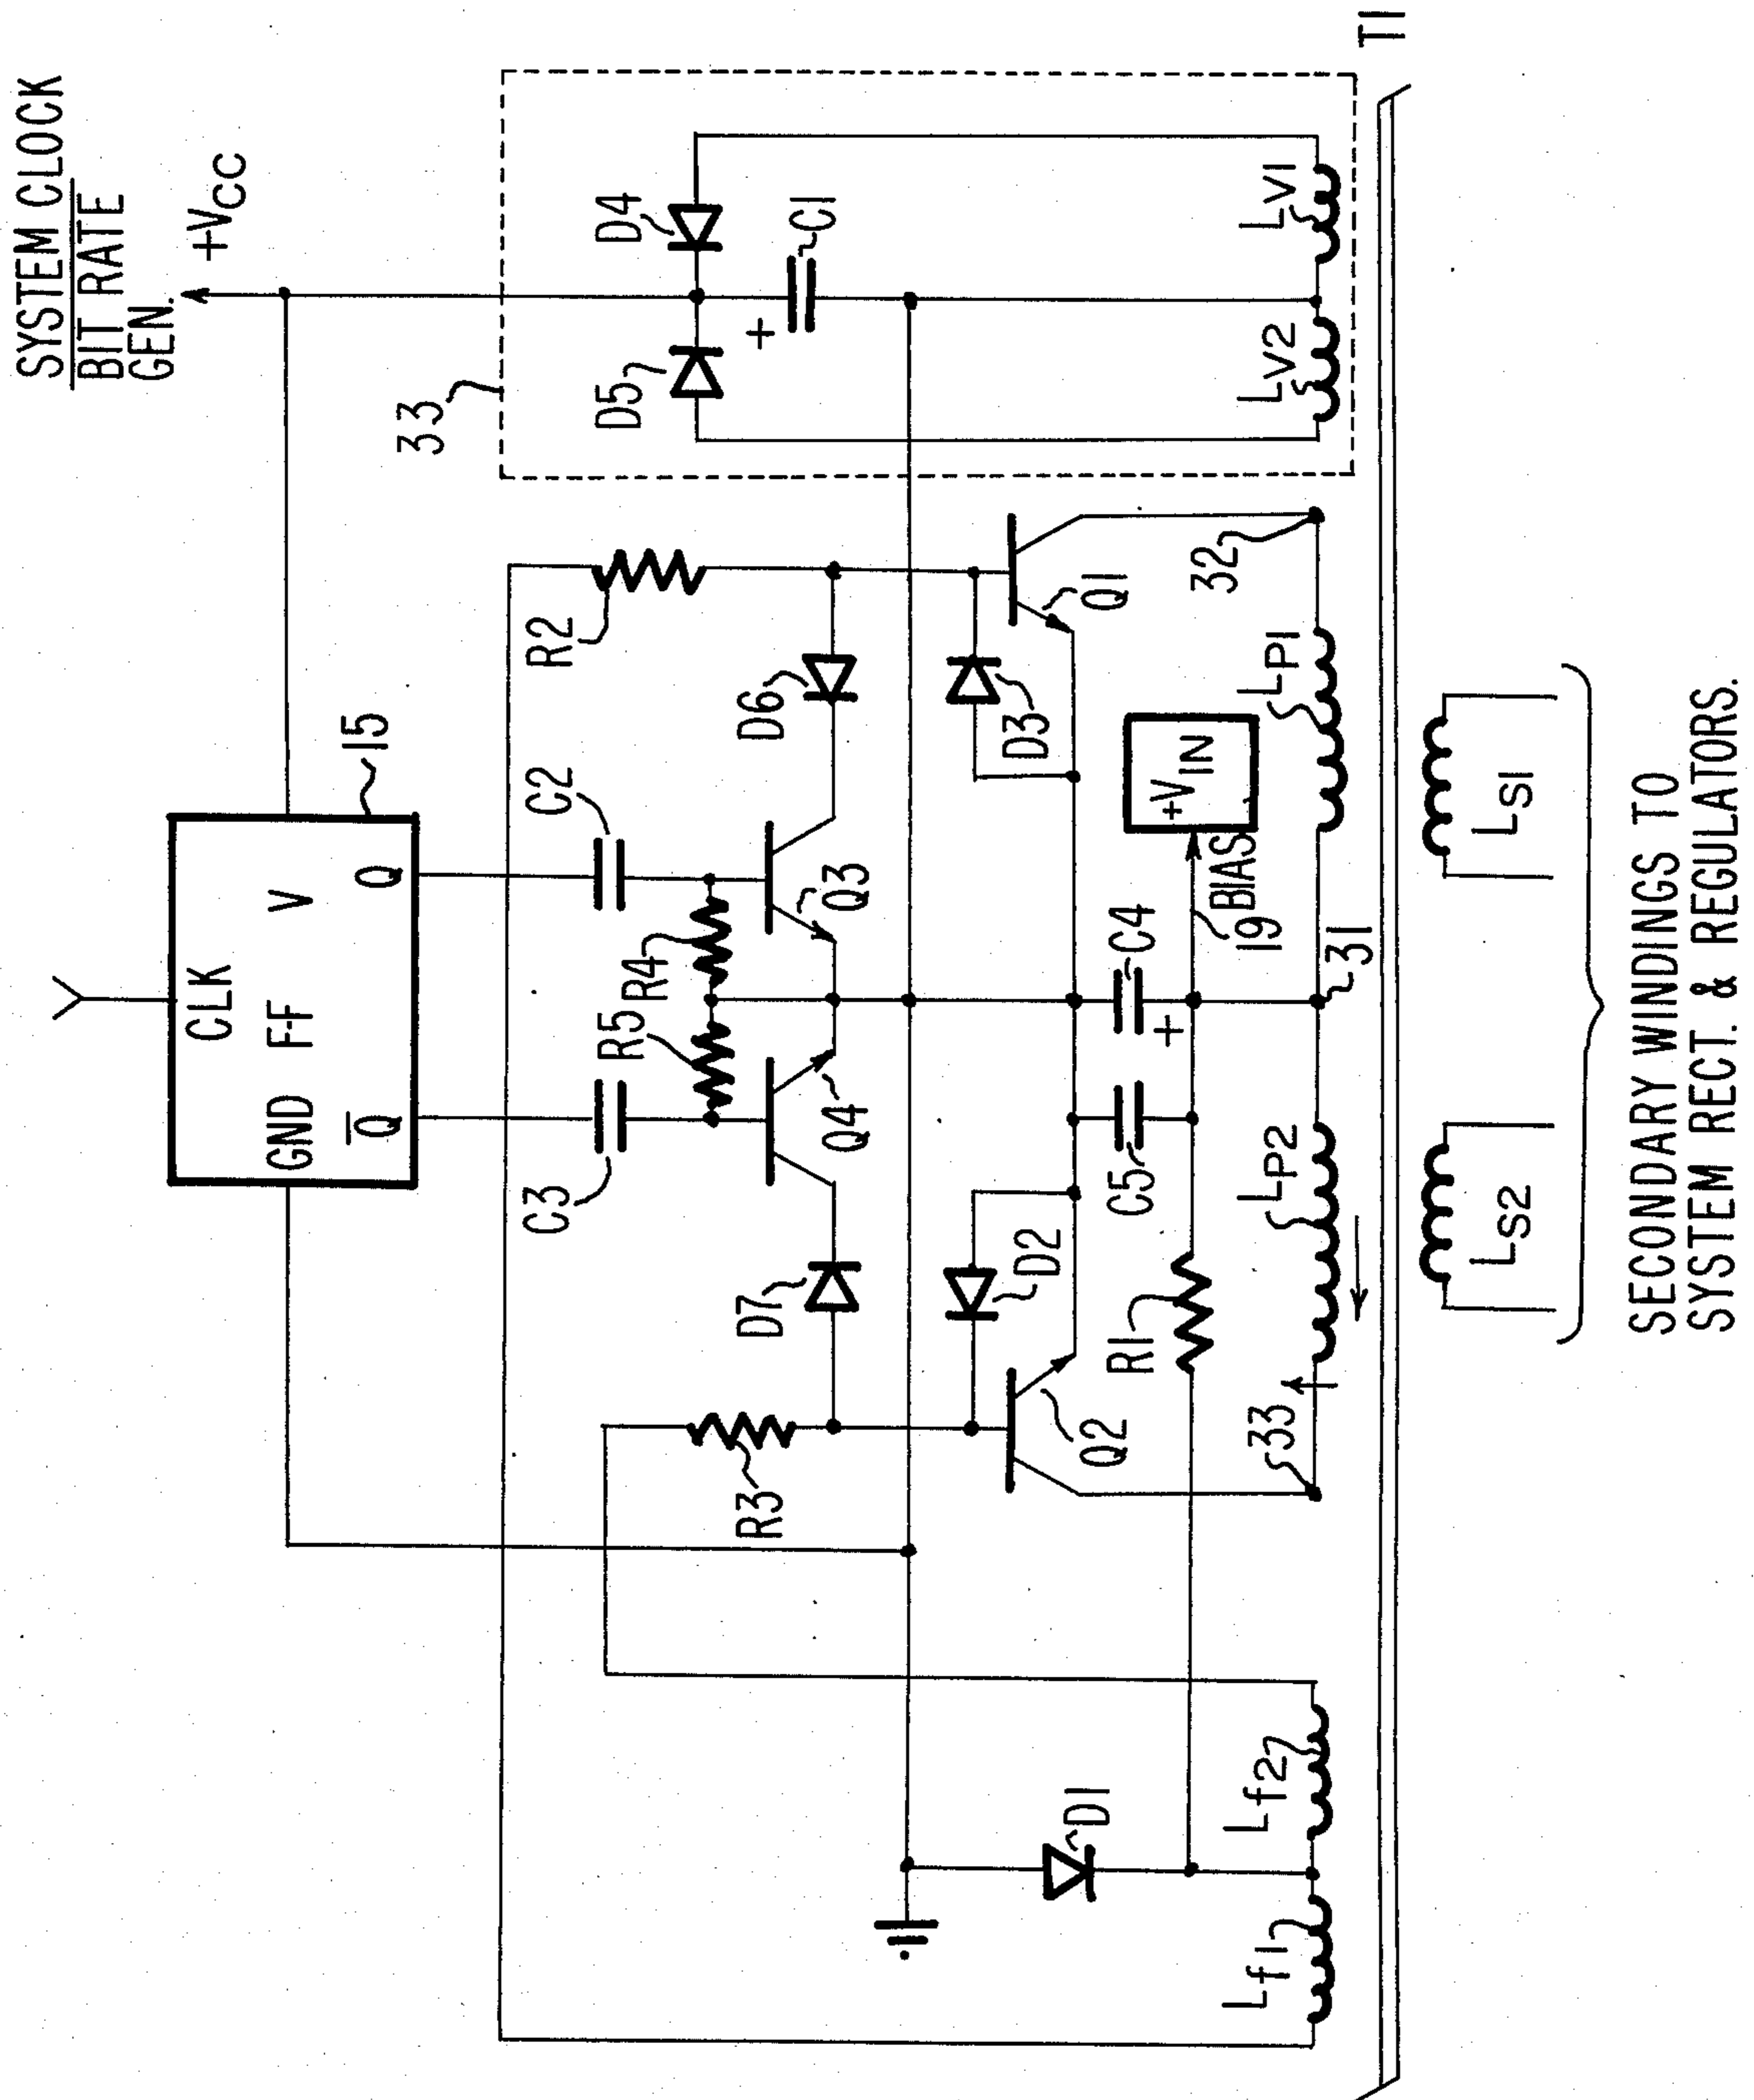 SYSTEM CLOCK
BIT RATE
GEN.
+VCC
CLK
GND
FF
V
Q̅
Q
15
33
D5
D4
+
C1
LV2
LV1
C3
C2
R2
R5
R4
Q4
Q3
D7
D6
R3
D2
D3
Q2
Q1
C5
C4
+
R1
19
BIAS
+VIN
32
33
LP2
31
LP1
D1
Lf1
Lf2
T1
LS2
LS1
SECONDARY WINDINGS TO
SYSTEM RECT. & REGULATORS.